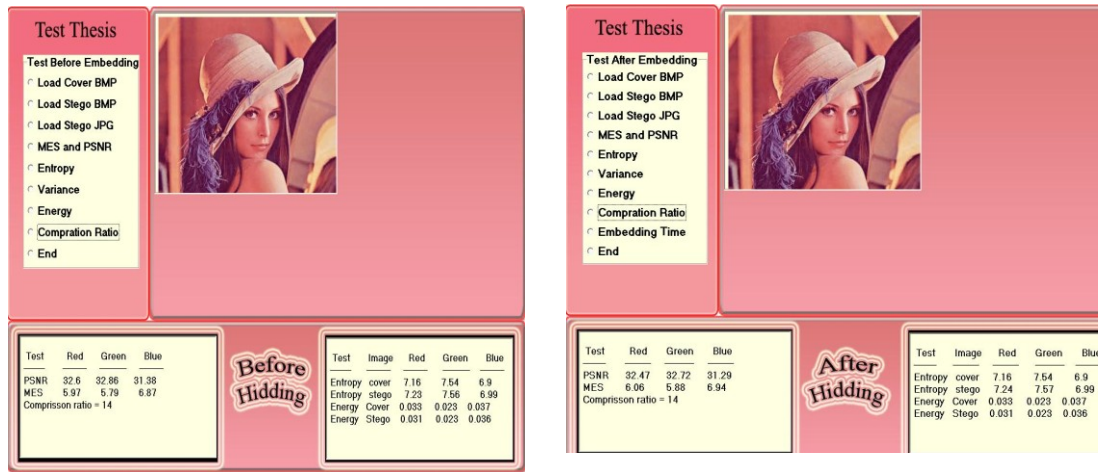 Test Thesis
Test Before Embedding
Load Cover BMP
Load Stego BMP
Load Stego JPG
MES and PSNR
Entropy
Variance
Energy
Compration Ratio
End
Test Red Green Blue
PSNR 32.6 32.86 31.38
MES 5.97 5.79 6.87
Comprisson ratio = 14
Before
Hidding
Test Image Red Green Blue
Entropy cover 7.16 7.54 6.9
Entropy stego 7.23 7.56 6.99
Energy Cover 0.033 0.023 0.037
Energy Stego 0.031 0.023 0.036
Test Thesis
Test After Embedding
Load Cover BMP
Load Stego BMP
Load Stego JPG
MES and PSNR
Entropy
Variance
Energy
Compration Ratio
Embedding Time
End
Test Red Green Blue
PSNR 32.47 32.72 31.29
MES 6.06 5.88 6.94
Comprisson ratio = 14
After
Hidding
Test Image Red Green Blue
Entropy cover 7.16 7.54 6.9
Entropy stego 7.24 7.57 6.99
Energy Cover 0.033 0.023 0.037
Energy Stego 0.031 0.023 0.036